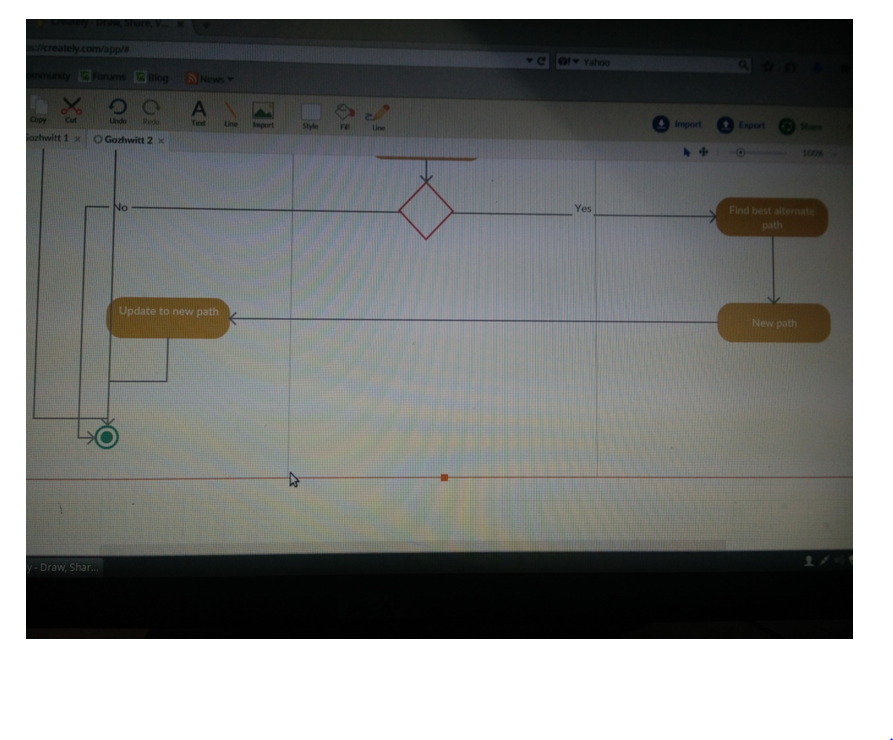 Creately - Draw, Share, V...
s://creately.com/app/#
Yahoo
ommunity Forums Blog News
Copy Cut Undo Redo Text Line Import Style Fill Line
Import Export Share
Gozhwitt 1 × Gozhwitt 2 ×
100%
No
Yes
Find best alternate
path
Update to new path
New path
y - Draw, Shar...